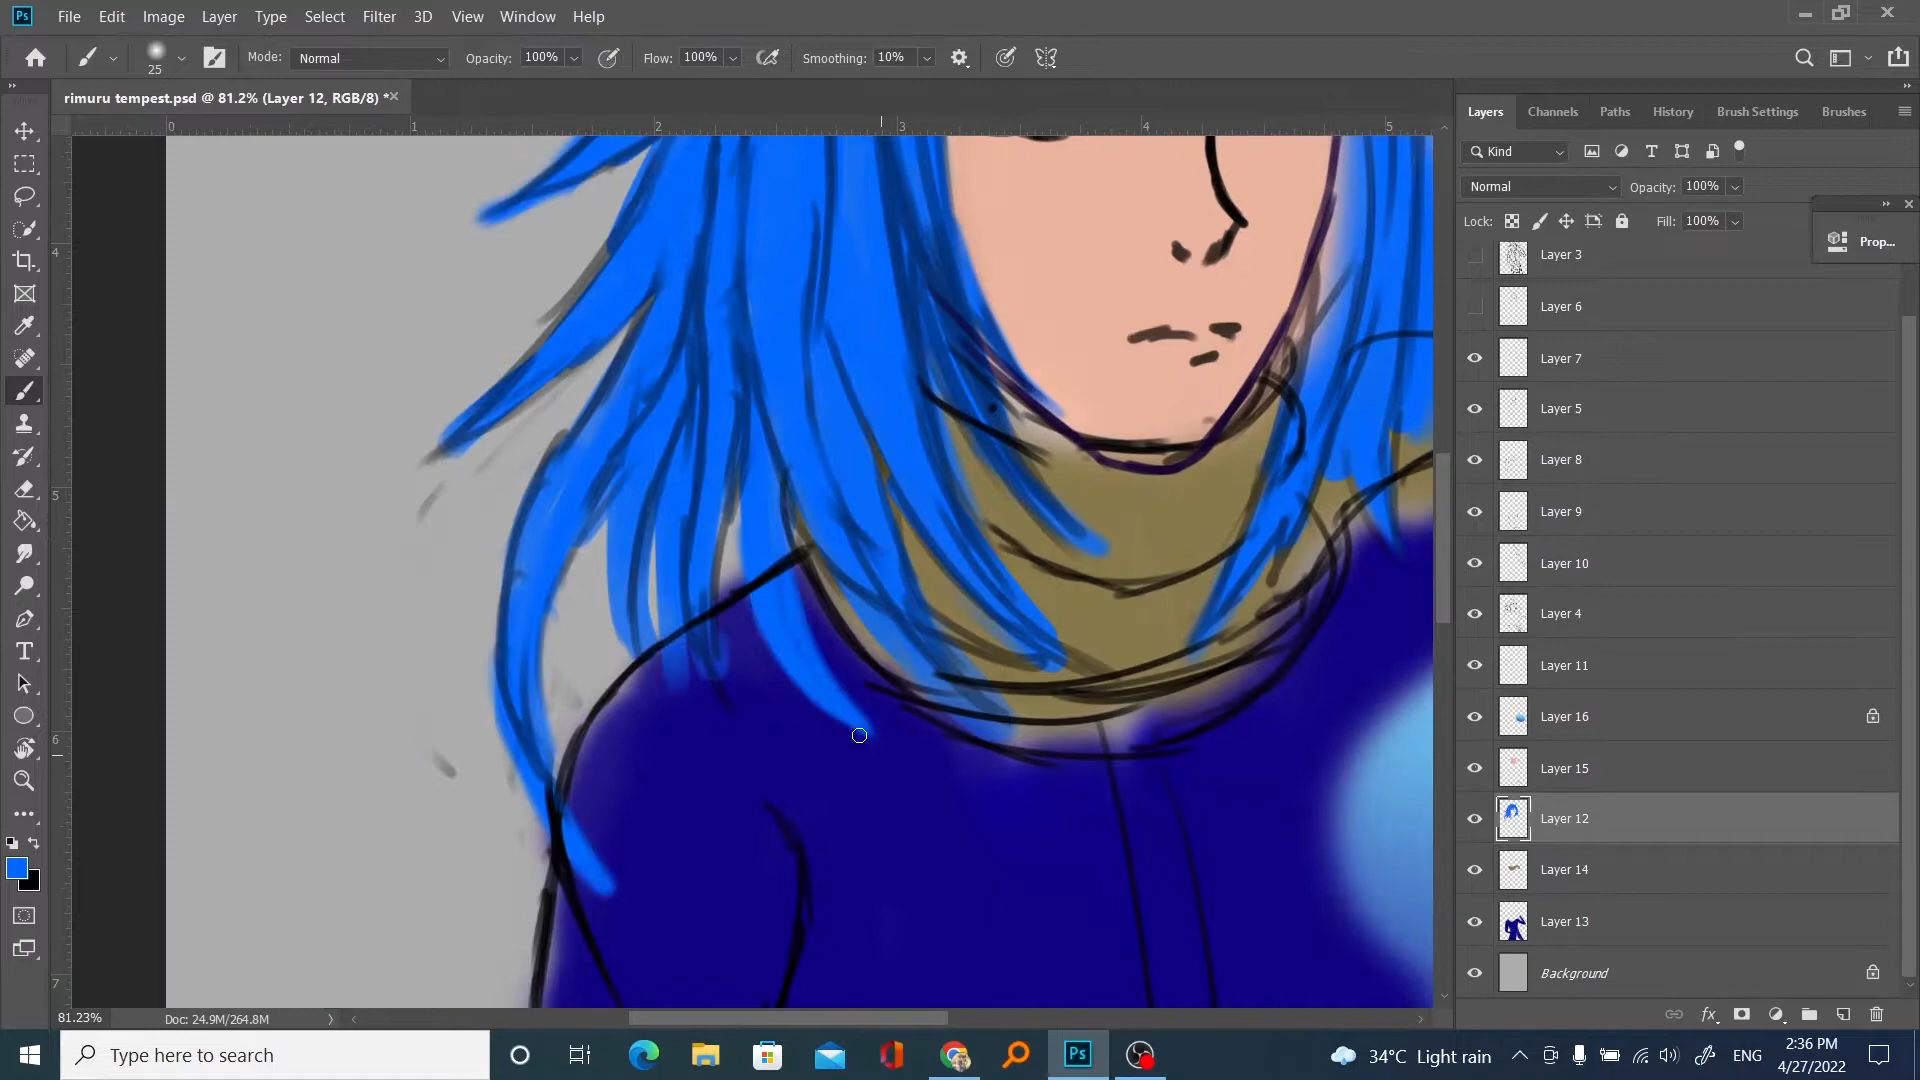 Ps File Edit Image Layer Type Select Filter 3D View Window Help
25 Mode: Normal Opacity: 100% Flow: 100% Smoothing: 10%
rimuru tempest.psd @ 81.2% (Layer 12, RGB/8) *
0 1 2 3 4 5
4
5
6
7
Layers Channels Paths History Brush Settings Brushes
Kind
Normal Opacity: 100%
Lock: Fill: 100%
Prop...
Layer 3
Layer 6
Layer 7
Layer 5
Layer 8
Layer 9
Layer 10
Layer 4
Layer 11
Layer 16
Layer 15
Layer 12
Layer 14
Layer 13
Background
81.23% Doc: 24.9M/264.8M
Type here to search
Ps
34°C Light rain
ENG
2:36 PM
4/27/2022